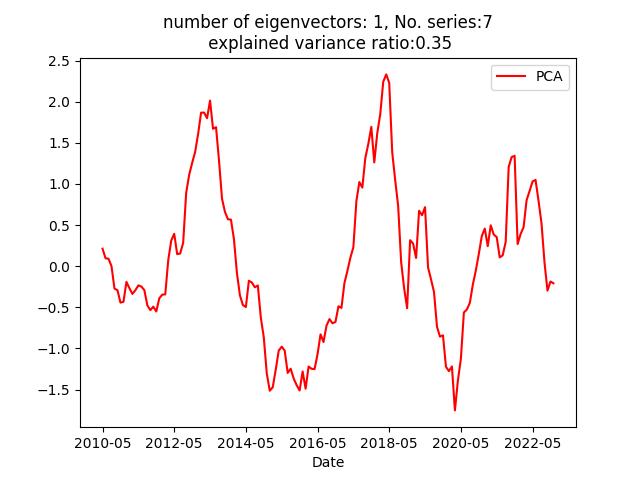 number of eigenvectors: 1, No. series:7
explained variance ratio:0.35
PCA
2.5
2.0
1.5
1.0
0.5
0.0
−0.5
−1.0
−1.5
2010-05 2012-05 2014-05 2016-05 2018-05 2020-05 2022-05
Date